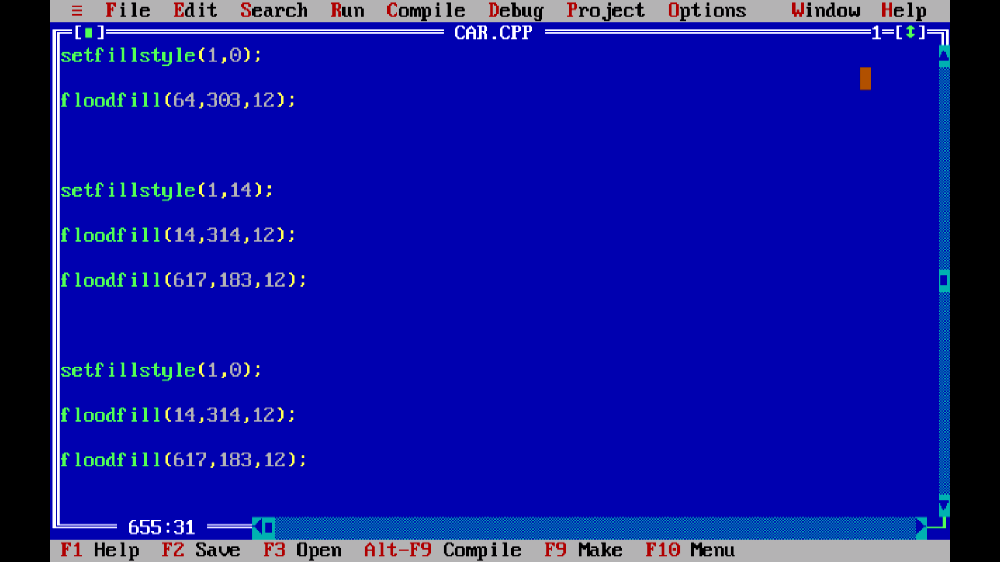 ≡ File Edit Search Run Compile Debug Project Options Window Help
[■] CAR.CPP 1=[↕]
setfillstyle(1,0);
floodfill(64,303,12);
setfillstyle(1,14);
floodfill(14,314,12);
floodfill(617,183,12);
setfillstyle(1,0);
floodfill(14,314,12);
floodfill(617,183,12);
655:31
F1 Help F2 Save F3 Open Alt-F9 Compile F9 Make F10 Menu